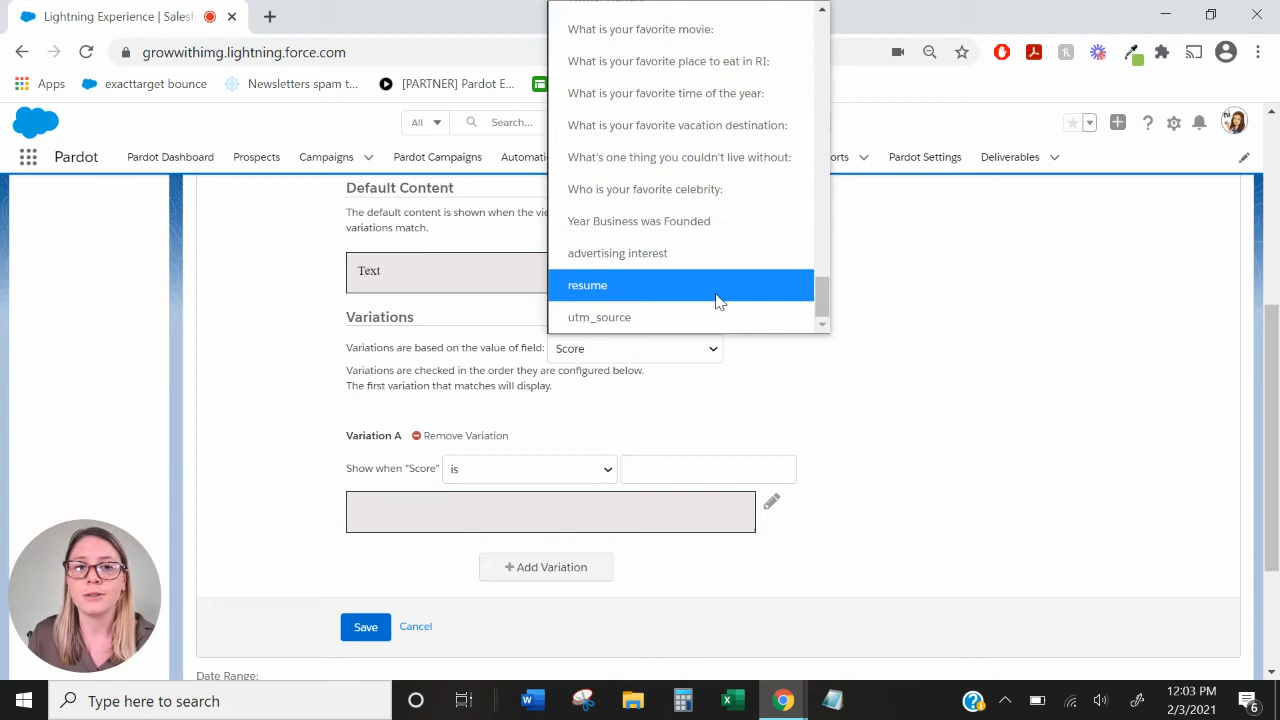 Lightning Experience | Salesf
growwithimg.lightning.force.com
Apps
exacttarget bounce
Newsletters spam t...
[PARTNER] Pardot E...
All
Search...
Pardot
Pardot Dashboard
Prospects
Campaigns
Pardot Campaigns
Automati
orts
Pardot Settings
Deliverables
What is your favorite movie:
What is your favorite place to eat in RI:
What is your favorite time of the year:
What is your favorite vacation destination:
What's one thing you couldn't live without:
Who is your favorite celebrity:
Year Business was Founded
advertising interest
resume
utm_source
Default Content
The default content is shown when the vie
variations match.
Text
Variations
Variations are based on the value of field: Score
Variations are checked in the order they are configured below.
The first variation that matches will display.
Variation A Remove Variation
Show when "Score" is
+ Add Variation
Save Cancel
Date Range:
Type here to search
12:03 PM
2/3/2021
6